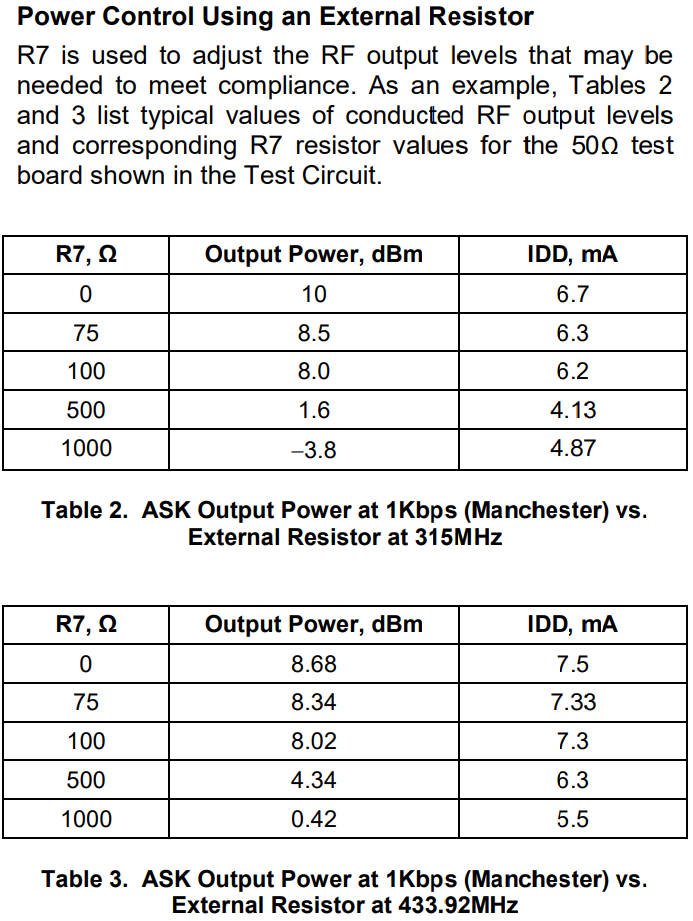 Power Control Using an External Resistor
R7 is used to adjust the RF output levels that may be
needed to meet compliance. As an example, Tables 2
and 3 list typical values of conducted RF output levels
and corresponding R7 resistor values for the 50Ω test
board shown in the Test Circuit.
R7, Ω Output Power, dBm IDD, mA
0 10 6.7
75 8.5 6.3
100 8.0 6.2
500 1.6 4.13
1000 –3.8 4.87
Table 2. ASK Output Power at 1Kbps (Manchester) vs.
External Resistor at 315MHz
R7, Ω Output Power, dBm IDD, mA
0 8.68 7.5
75 8.34 7.33
100 8.02 7.3
500 4.34 6.3
1000 0.42 5.5
Table 3. ASK Output Power at 1Kbps (Manchester) vs.
External Resistor at 433.92MHz